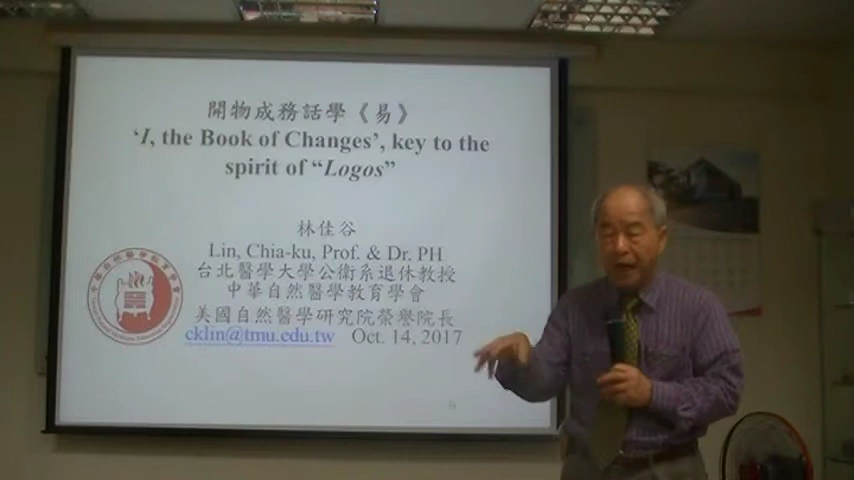 開物成務話學《易》
‘I, the Book of Changes’, key to the
spirit of “Logos”
林佳谷
Lin, Chia-ku, Prof. & Dr. PH
台北醫學大學公衛系退休教授
中華自然醫學教育學會
美國自然醫學研究院榮譽院長
cklin@tmu.edu.tw Oct. 14, 2017